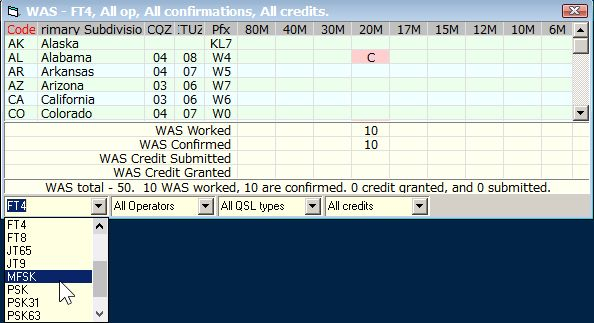 WAS - FT4, All op, All confirmations, All credits.
Code rimary Subdivisio CQZ ITUZ Pfx 80M 40M 30M 20M 17M 15M 12M 10M 6M
AK Alaska KL7
AL Alabama 04 08 W4 C
AR Arkansas 04 07 W5
AZ Arizona 03 06 W7
CA California 03 06 W6
CO Colorado 04 07 W0
WAS Worked 10
WAS Confirmed 10
WAS Credit Submitted
WAS Credit Granted
WAS total - 50. 10 WAS worked, 10 are confirmed. 0 credit granted, and 0 submitted.
FT4 All Operators All QSL types All credits
FT4
FT8
JT65
JT9
MFSK
PSK
PSK31
PSK63